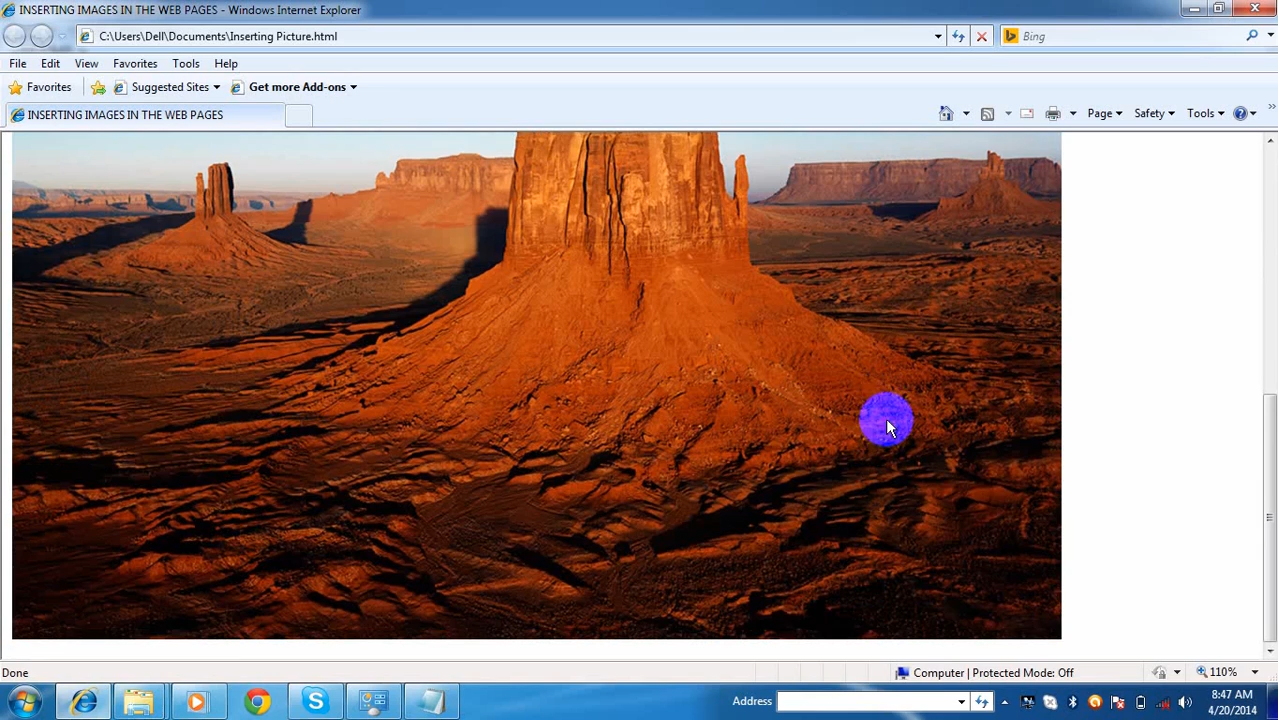 INSERTING IMAGES IN THE WEB PAGES - Windows Internet Explorer
C:\Users\Dell\Documents\Inserting Picture.html
Bing
File Edit View Favorites Tools Help
Favorites Suggested Sites Get more Add-ons
INSERTING IMAGES IN THE WEB PAGES
Page Safety Tools
Done
Computer | Protected Mode: Off
110%
Address
8:47 AM
4/20/2014